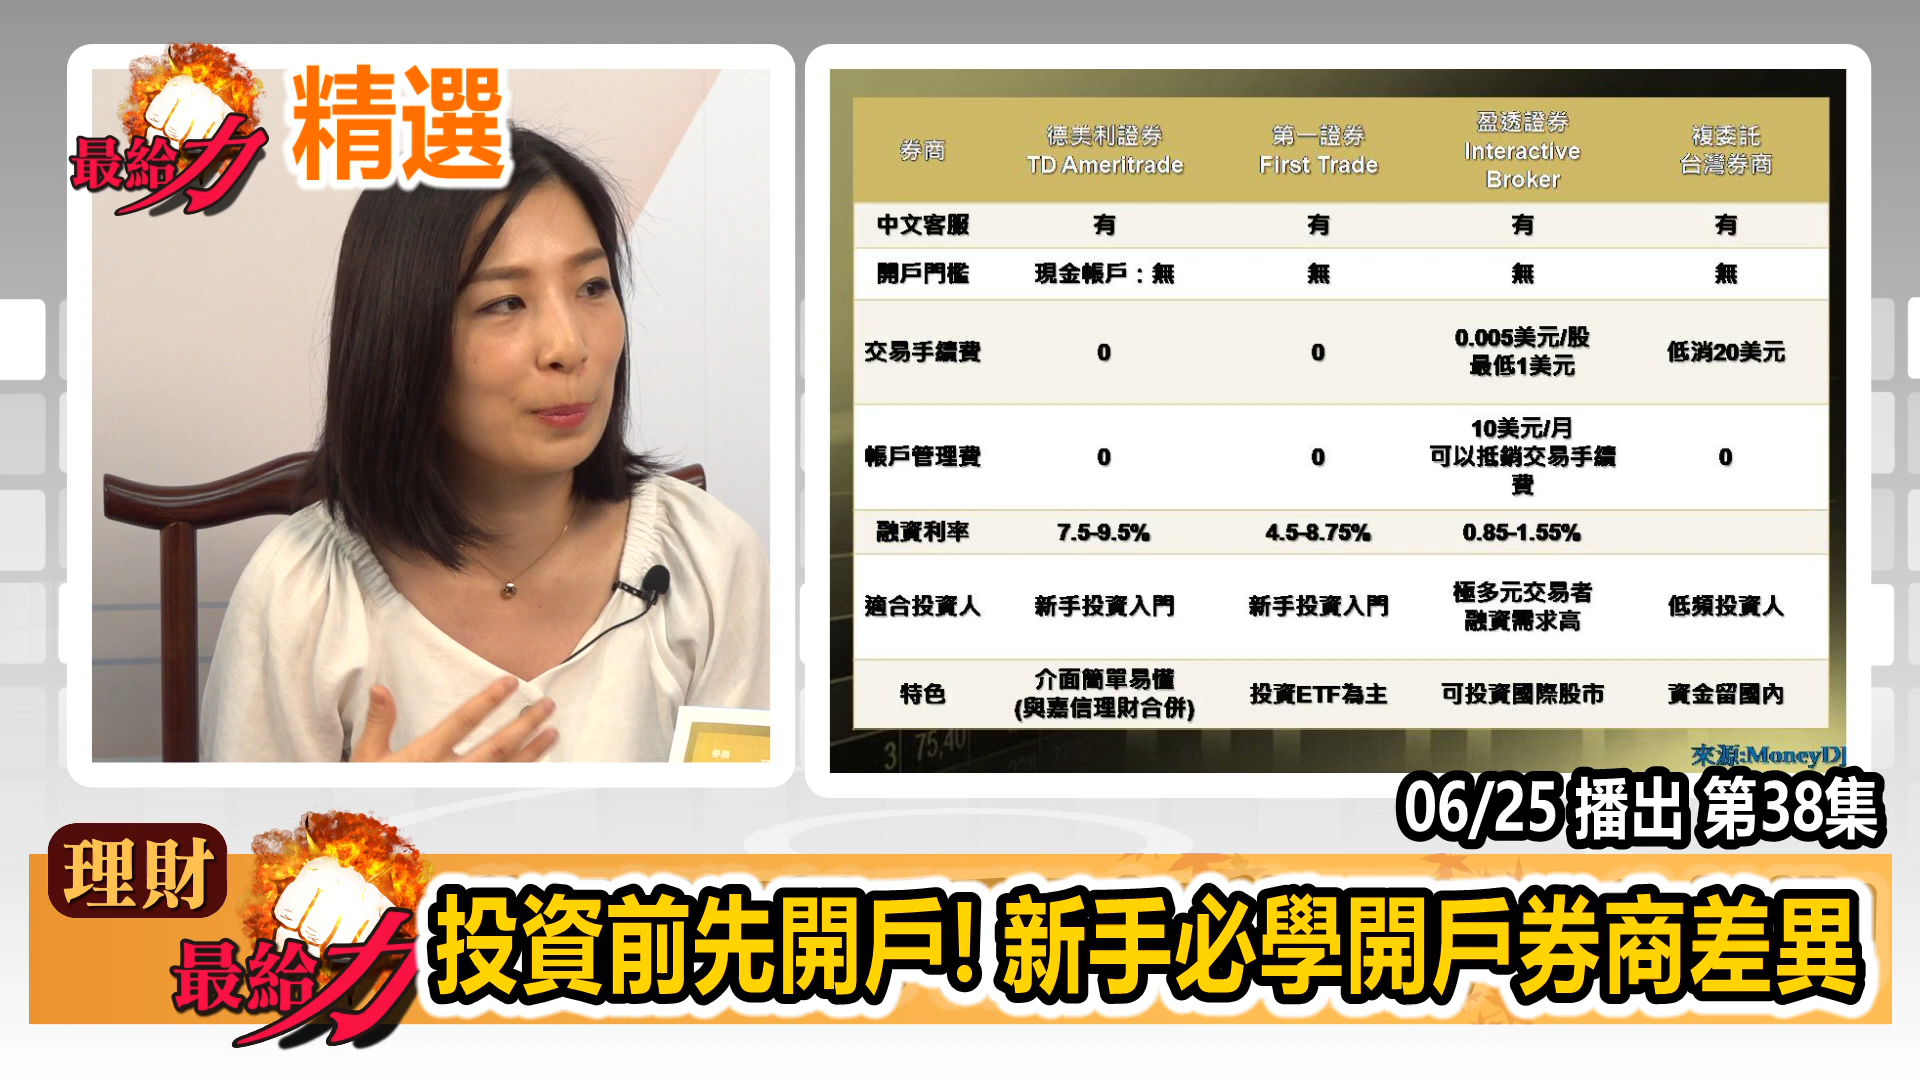 最給力
精選
券商
德美利證券
TD Ameritrade
第一證券
First Trade
盈透證券
Interactive
Broker
複委託
台灣券商
中文客服
有
有
有
有
開戶門檻
現金帳戶：無
無
無
無
交易手續費
0
0
0.005美元/股
最低1美元
低消20美元
帳戶管理費
0
0
10美元/月
可以抵銷交易手續
費
0
融資利率
7.5-9.5%
4.5-8.75%
0.85-1.55%
適合投資人
新手投資入門
新手投資入門
極多元交易者
融資需求高
低頻投資人
特色
介面簡單易懂
(與嘉信理財合併)
投資ETF為主
可投資國際股市
資金留國內
券商
3 75,40
來源:MoneyDJ
06/25 播出 第38集
理財
最給力
投資前先開戶! 新手必學開戶券商差異